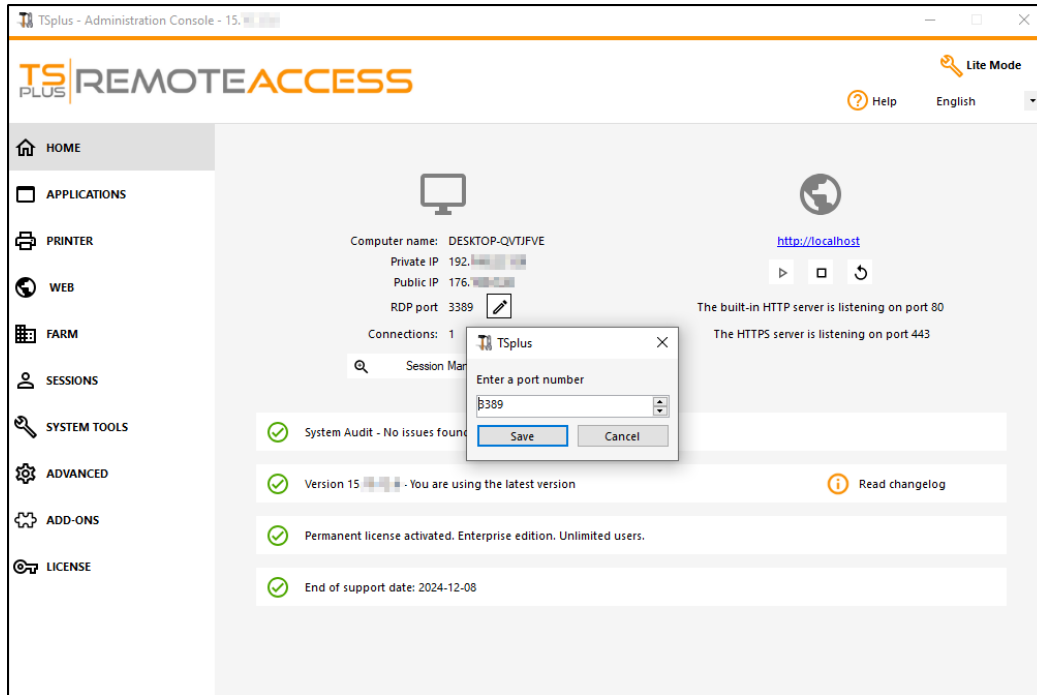 TSplus - Administration Console - 15.
TS PLUS REMOTEACCESS
Lite Mode
Help
English
HOME
APPLICATIONS
PRINTER
WEB
FARM
SESSIONS
SYSTEM TOOLS
ADVANCED
ADD-ONS
LICENSE
Computer name: DESKTOP-QVTJFVE
Private IP 192.
Public IP 176.
RDP port 3389
Connections: 1
Session Man
http://localhost
The built-in HTTP server is listening on port 80
The HTTPS server is listening on port 443
TSplus
Enter a port number
3389
Save
Cancel
System Audit - No issues found
Version 15 - You are using the latest version
Read changelog
Permanent license activated. Enterprise edition. Unlimited users.
End of support date: 2024-12-08